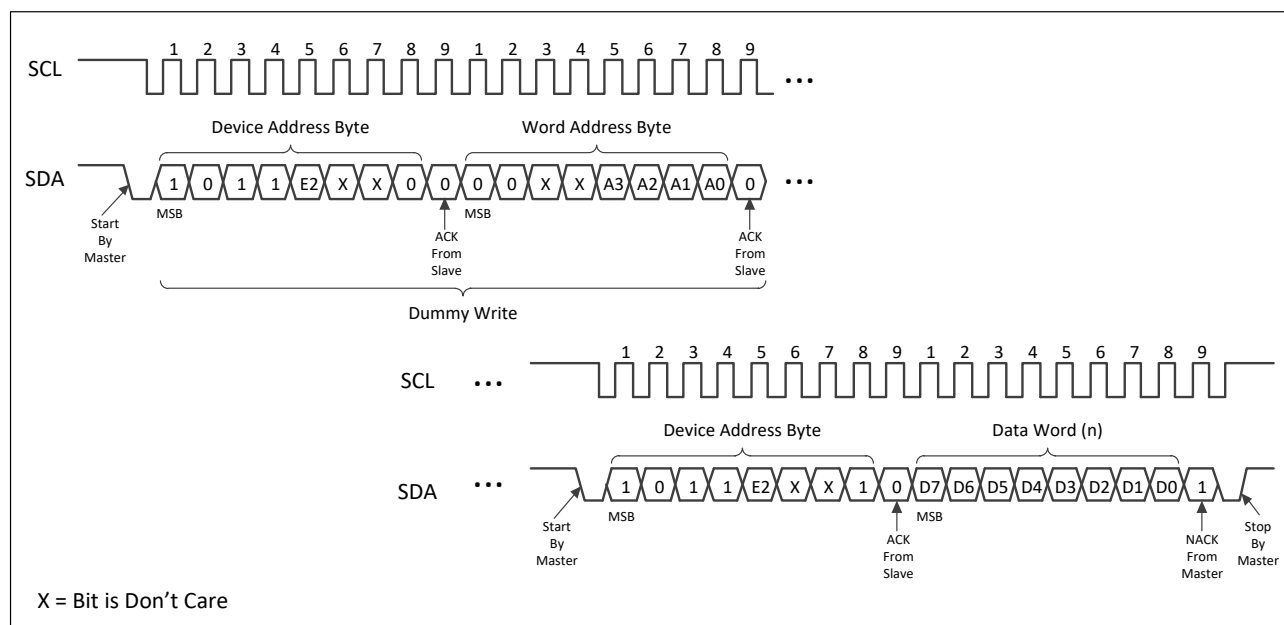 1 2 3 4 5 6 7 8 9 1 2 3 4 5 6 7 8 9
SCL ...
Device Address Byte Word Address Byte
SDA 1 0 1 1 E2 X X 0 0 0 0 X X A3 A2 A1 A0 0 ...
MSB MSB
Start By Master
ACK From Slave
ACK From Slave
Dummy Write
1 2 3 4 5 6 7 8 9 1 2 3 4 5 6 7 8 9
SCL ...
Device Address Byte Data Word (n)
SDA ... 1 0 1 1 E2 X X 1 0 D7 D6 D5 D4 D3 D2 D1 D0 1
MSB MSB
Start By Master
ACK From Slave
NACK From Master
Stop By Master
X = Bit is Don’t Care